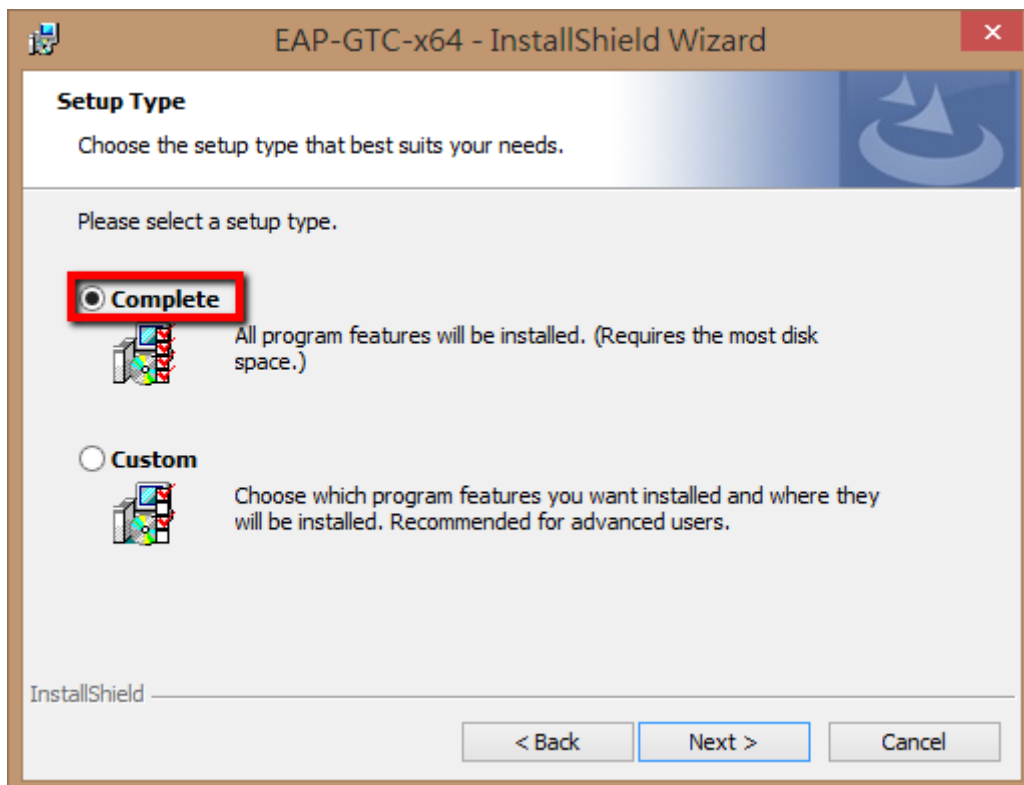 EAP-GTC-x64 - InstallShield Wizard
Setup Type
Choose the setup type that best suits your needs.
Please select a setup type.
Complete
All program features will be installed. (Requires the most disk
space.)
Custom
Choose which program features you want installed and where they
will be installed. Recommended for advanced users.
InstallShield
< Back Next > Cancel